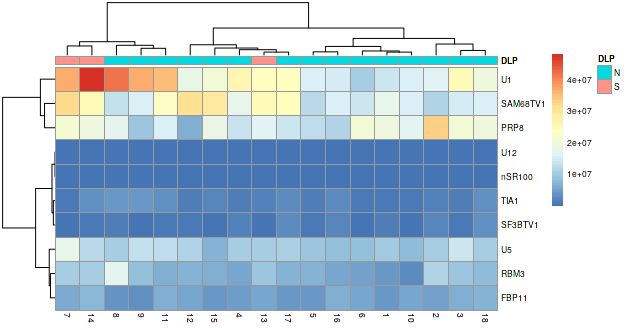 DLP
U1
SAM68TV1
PRP8
U12
nSR100
TIA1
SF3BTV1
U5
RBM3
FBP11
7 14 8 9 11 12 15 4 13 17 5 16 6 1 10 2 3 18
4e+07
3e+07
2e+07
1e+07
DLP
N
S